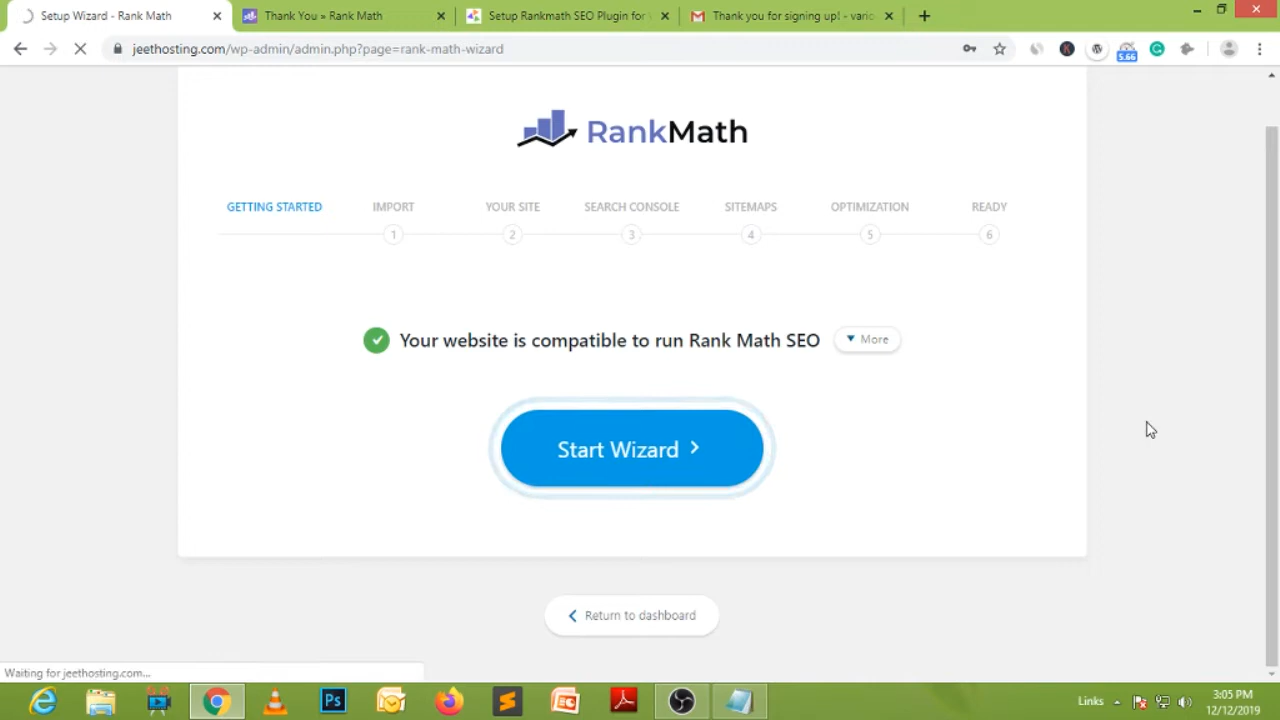 Setup Wizard - Rank Math
Thank You » Rank Math
Setup Rankmath SEO Plugin for
Thank you for signing up! - vario
jeethosting.com/wp-admin/admin.php?page=rank-math-wizard
5.66
RankMath
GETTING STARTED
IMPORT
YOUR SITE
SEARCH CONSOLE
SITEMAPS
OPTIMIZATION
READY
1
2
3
4
5
6
Your website is compatible to run Rank Math SEO
More
Start Wizard
Return to dashboard
Waiting for jeethosting.com...
Ps
Links
3:05 PM
12/12/2019